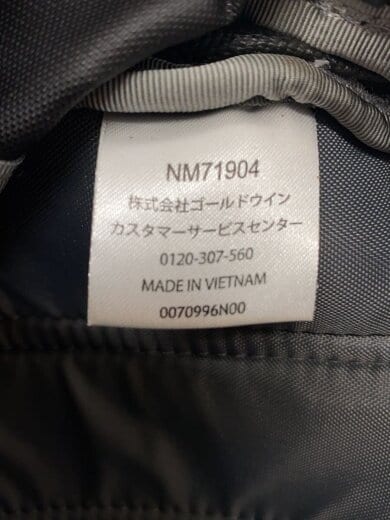 NM71904
株式会社ゴールドウイン
カスタマーサービスセンター
0120-307-560
MADE IN VIETNAM
0070996N00